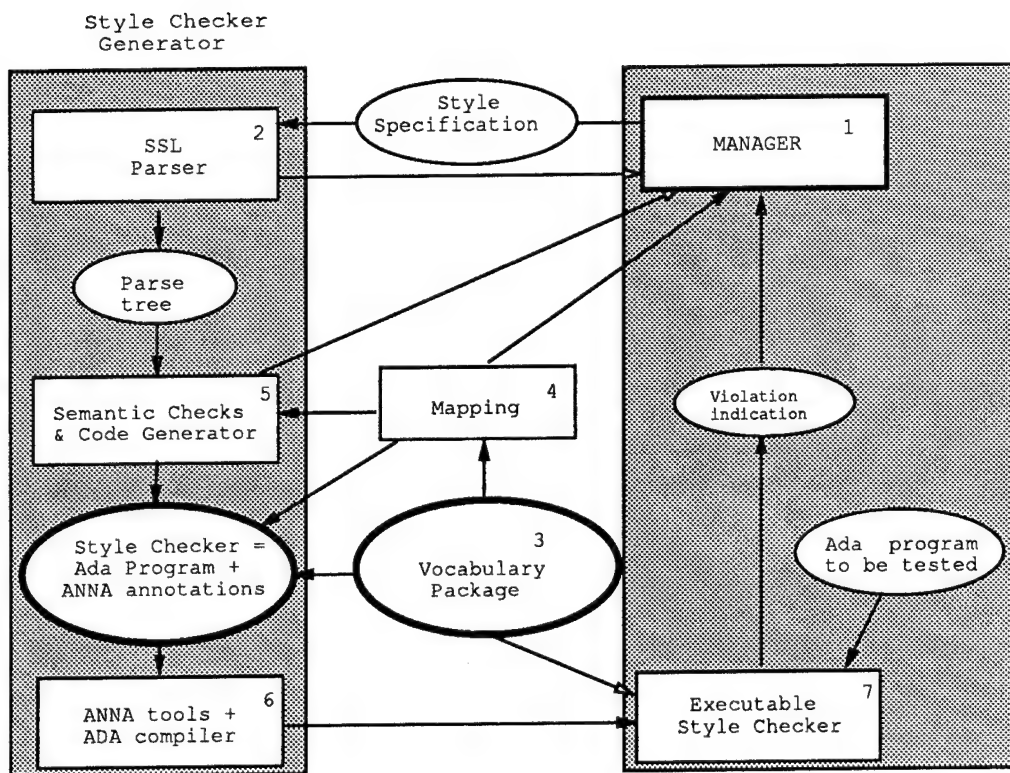 Style Checker
Generator
Style
Specification
2
SSL
Parser
1
MANAGER
Parse
tree
5
Semantic Checks
& Code Generator
4
Mapping
Violation
indication
Style Checker =
Ada Program +
ANNA annotations
3
Vocabulary
Package
Ada program
to be tested
6
ANNA tools +
ADA compiler
7
Executable
Style Checker